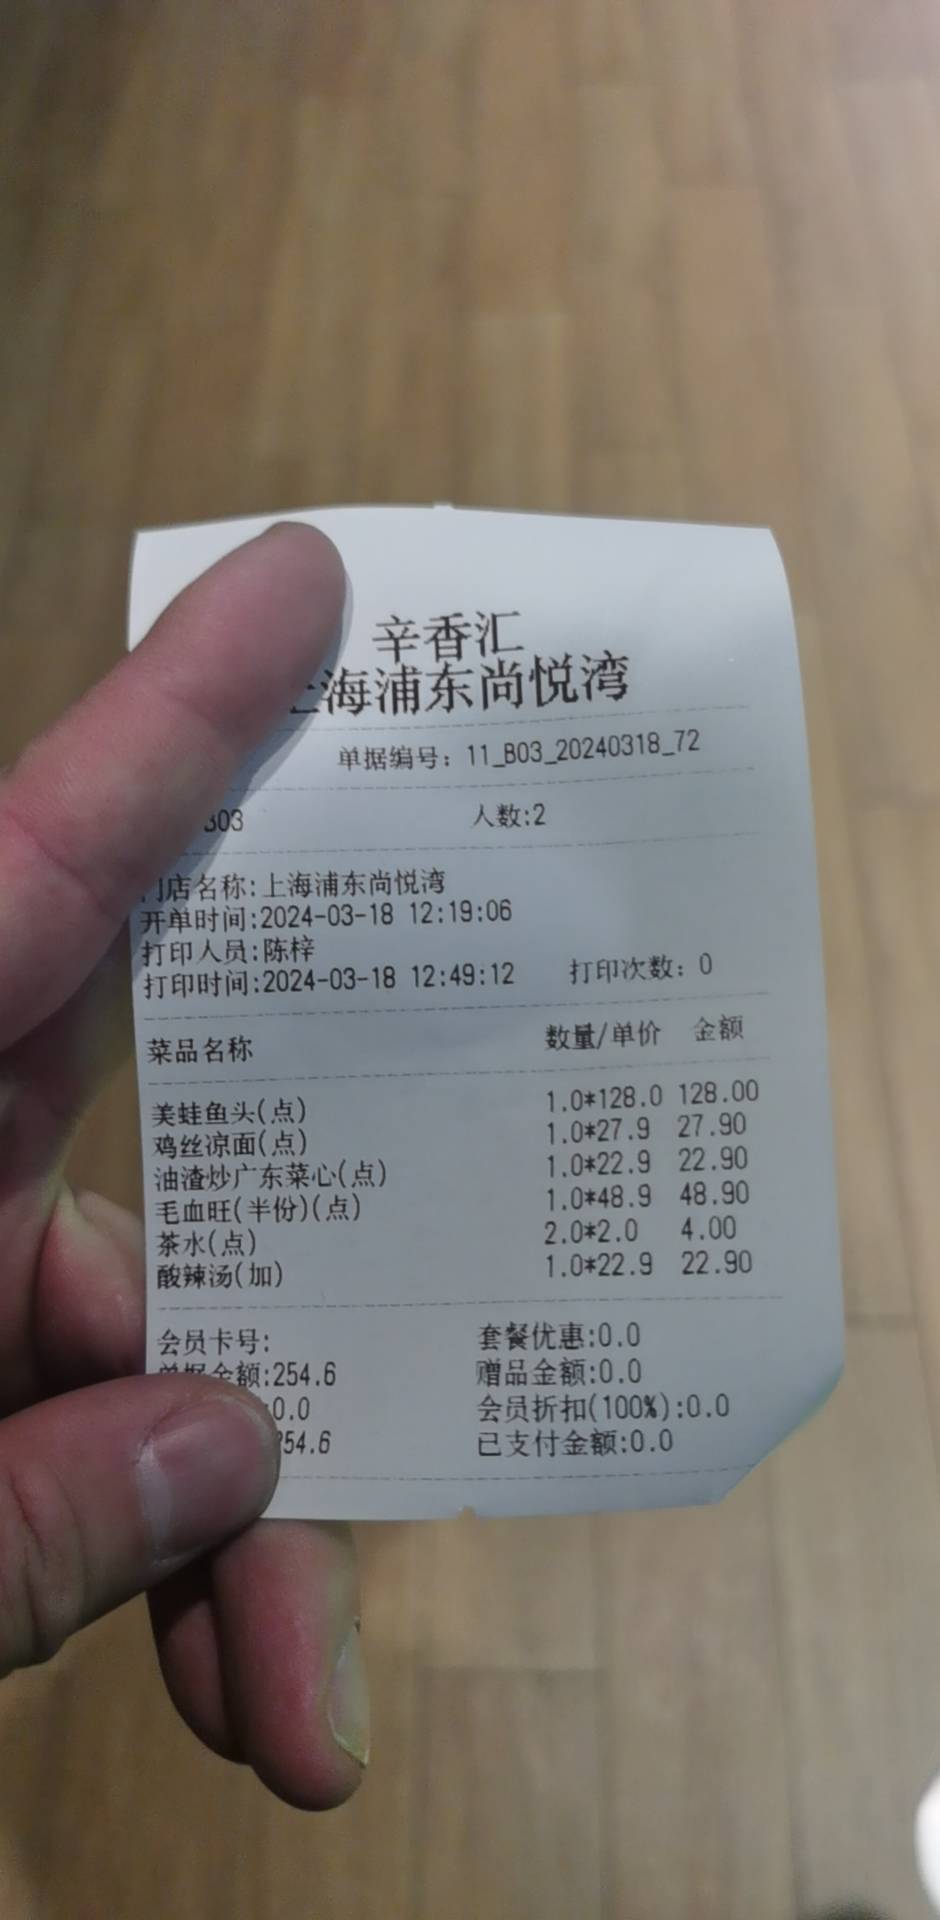 辛香汇
海浦东尚悦湾
单据编号：11_B03_20240318_72
B03 人数:2
门店名称:上海浦东尚悦湾
开单时间:2024-03-18 12:19:06
打印人员:陈梓
打印时间:2024-03-18 12:49:12 打印次数：0
菜品名称 数量/单价 金额
美蛙鱼头(点) 1.0*128.0 128.00
鸡丝凉面(点) 1.0*27.9 27.90
油渣炒广东菜心(点) 1.0*22.9 22.90
毛血旺(半份)(点) 1.0*48.9 48.90
茶水(点) 2.0*2.0 4.00
酸辣汤(加) 1.0*22.9 22.90
会员卡号: 套餐优惠:0.0
单据金额:254.6 赠品金额:0.0
:0.0 会员折扣(100%):0.0
254.6 已支付金额:0.0